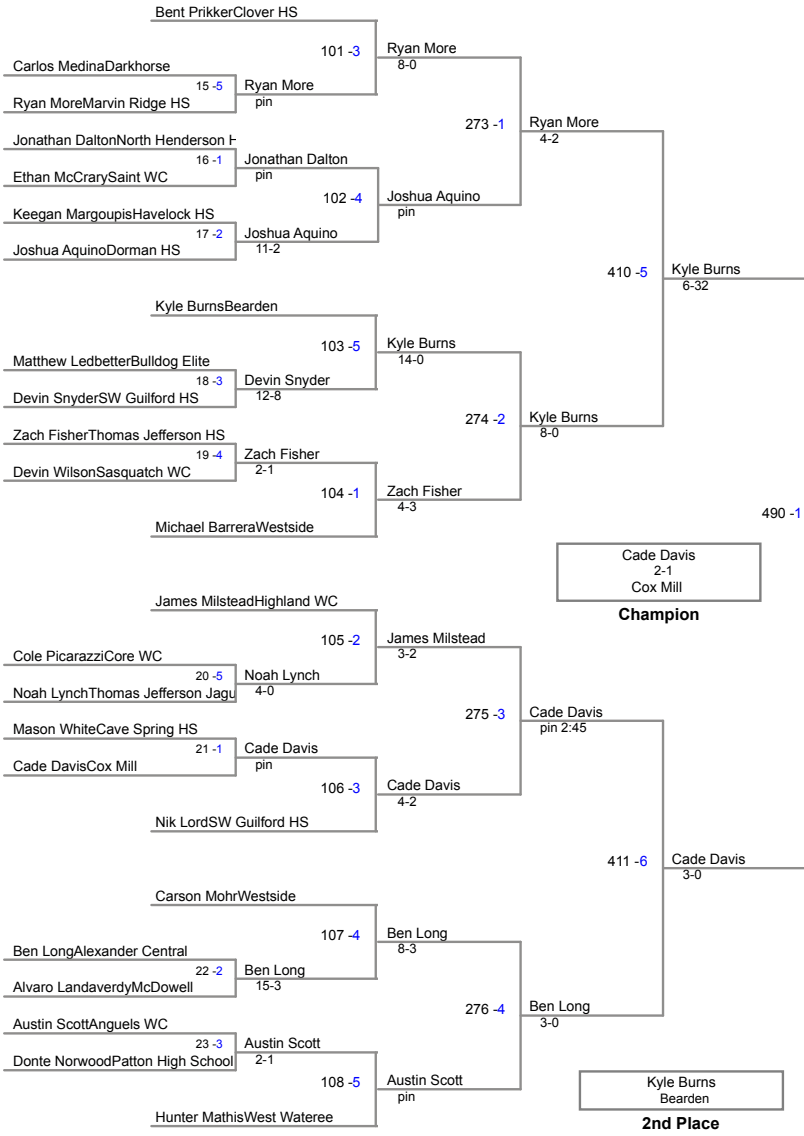 Bent PrikkerClover HS
101 -3
Ryan More
8-0
Carlos MedinaDarkhorse
15 -5
Ryan More
pin
Ryan MoreMarvin Ridge HS
273 -1
Ryan More
4-2
Jonathan DaltonNorth Henderson H
16 -1
Jonathan Dalton
pin
Ethan McCrarySaint WC
102 -4
Joshua Aquino
pin
Keegan MargoupisHavelock HS
17 -2
Joshua Aquino
11-2
Joshua AquinoDorman HS
410 -5
Kyle Burns
6-32
Kyle BurnsBearden
103 -5
Kyle Burns
14-0
Matthew LedbetterBulldog Elite
18 -3
Devin Snyder
12-8
Devin SnyderSW Guilford HS
274 -2
Kyle Burns
8-0
Zach FisherThomas Jefferson HS
19 -4
Zach Fisher
2-1
Devin WilsonSasquatch WC
104 -1
Zach Fisher
4-3
Michael BarreraWestside
490 -1
Cade Davis
2-1
Cox Mill
Champion
James MilsteadHighland WC
105 -2
James Milstead
3-2
Cole PicarazziCore WC
20 -5
Noah Lynch
4-0
Noah LynchThomas Jefferson Jagu
275 -3
Cade Davis
pin 2:45
Mason WhiteCave Spring HS
21 -1
Cade Davis
pin
Cade DavisCox Mill
106 -3
Cade Davis
4-2
Nik LordSW Guilford HS
411 -6
Cade Davis
3-0
Carson MohrWestside
107 -4
Ben Long
8-3
Ben LongAlexander Central
22 -2
Ben Long
15-3
Alvaro LandaverdyMcDowell
276 -4
Ben Long
3-0
Austin ScottAnguels WC
23 -3
Austin Scott
2-1
Donte NorwoodPatton High School
108 -5
Austin Scott
pin
Hunter MathisWest Wateree
Kyle Burns
Bearden
2nd Place